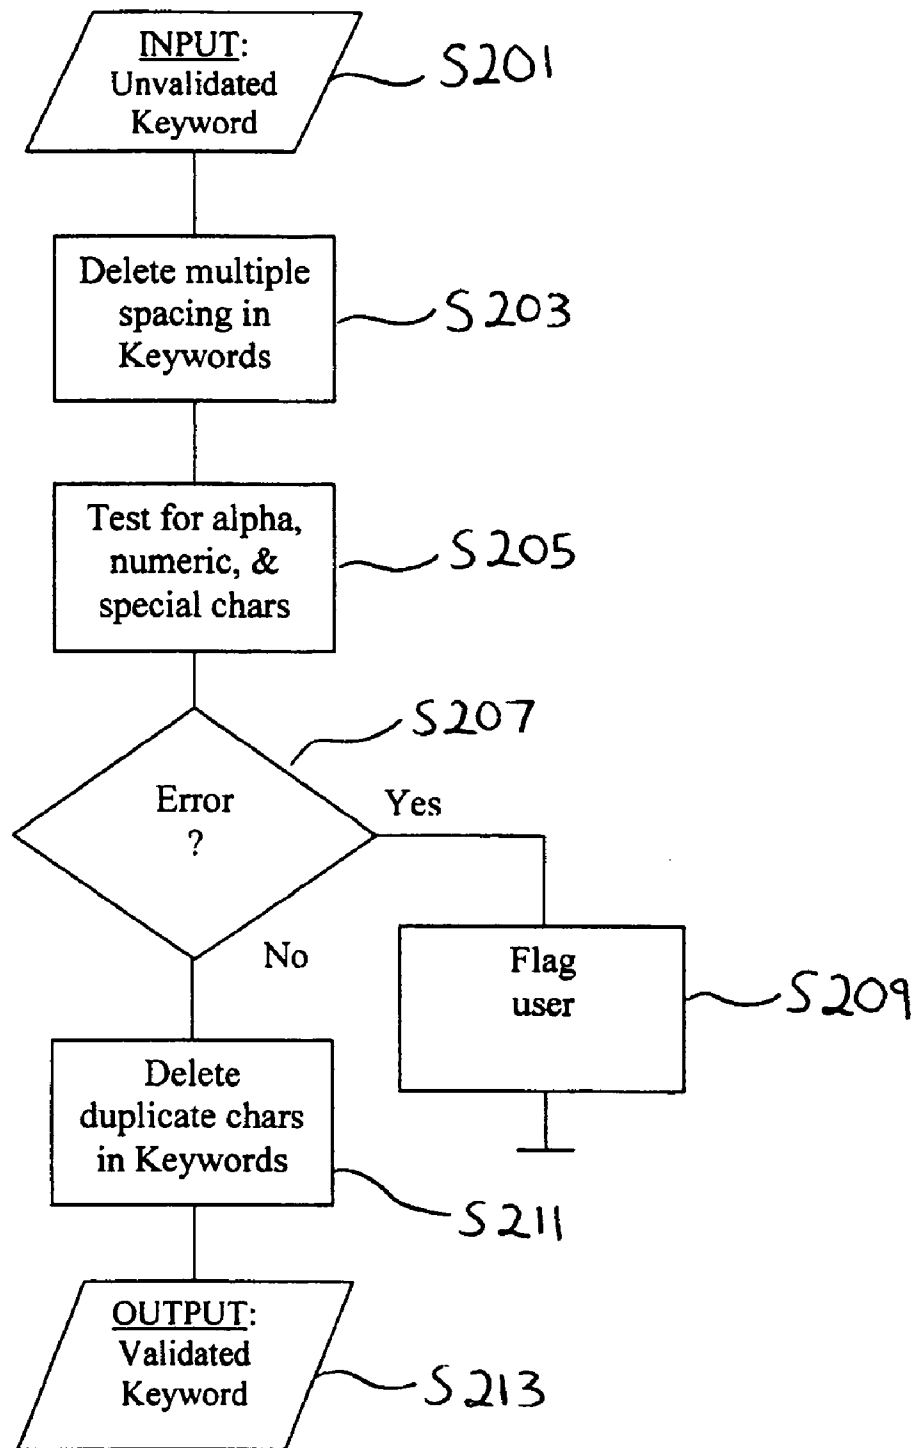 INPUT:
Unvalidated
Keyword
S201
Delete multiple
spacing in
Keywords
S203
Test for alpha,
numeric, &
special chars
S205
Error
?
S207
Yes
No
Flag
user
S209
Delete
duplicate chars
in Keywords
S211
OUTPUT:
Validated
Keyword
S213